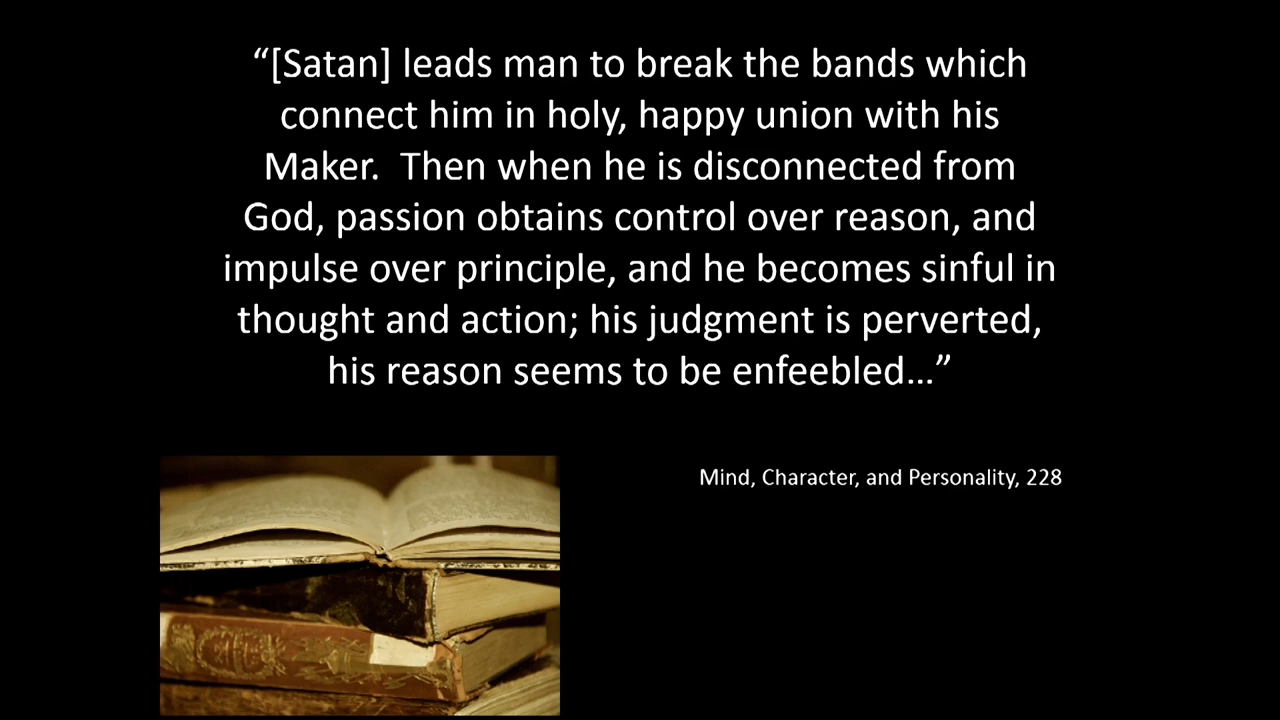 “[Satan] leads man to break the bands which
connect him in holy, happy union with his
Maker.  Then when he is disconnected from
God, passion obtains control over reason, and
impulse over principle, and he becomes sinful in
thought and action; his judgment is perverted,
his reason seems to be enfeebled…”
Mind, Character, and Personality, 228